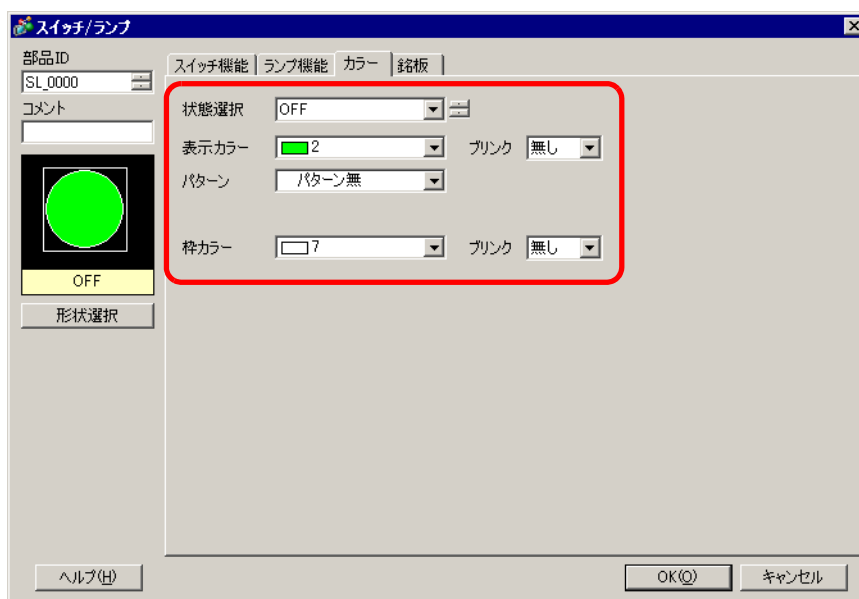 スイッチ/ランプ
部品ID
SL_0000
コメント
OFF
形状選択
スイッチ機能 ランプ機能 カラー 銘板
状態選択 OFF
表示カラー 2 ブリンク 無し
パターン パターン無
枠カラー 7 ブリンク 無し
ヘルプ(H) OK(O) キャンセル